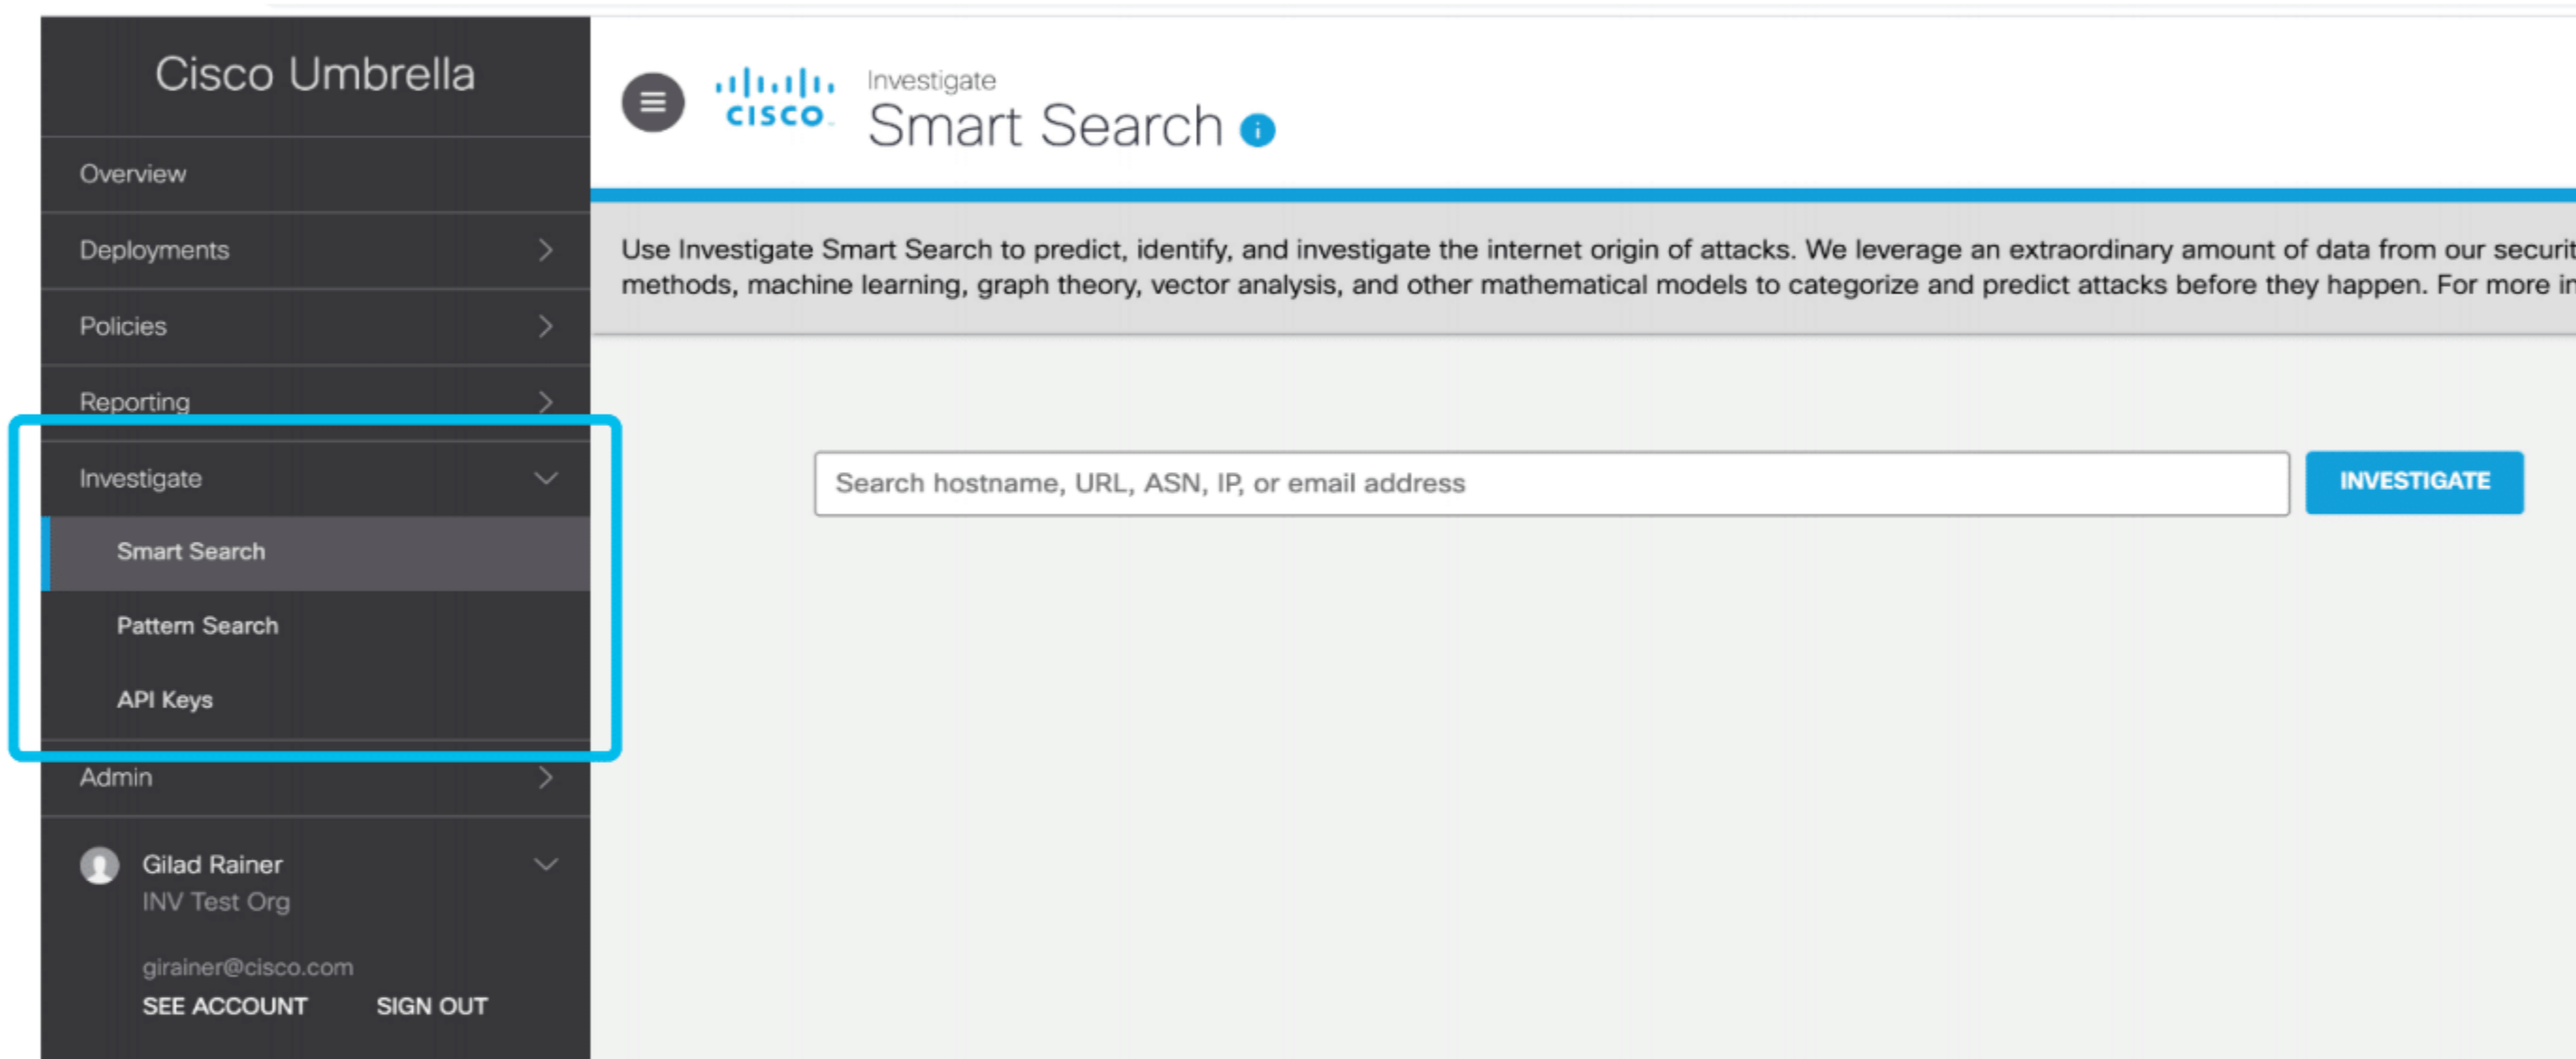 Cisco Umbrella
Overview
Deployments
Policies
Reporting
Investigate
Smart Search
Pattern Search
API Keys
Admin
Gilad Rainer
INV Test Org
girainer@cisco.com
SEE ACCOUNT SIGN OUT
CISCO
Investigate
Smart Search
Use Investigate Smart Search to predict, identify, and investigate the internet origin of attacks. We leverage an extraordinary amount of data from our securit
methods, machine learning, graph theory, vector analysis, and other mathematical models to categorize and predict attacks before they happen. For more in
Search hostname, URL, ASN, IP, or email address
INVESTIGATE